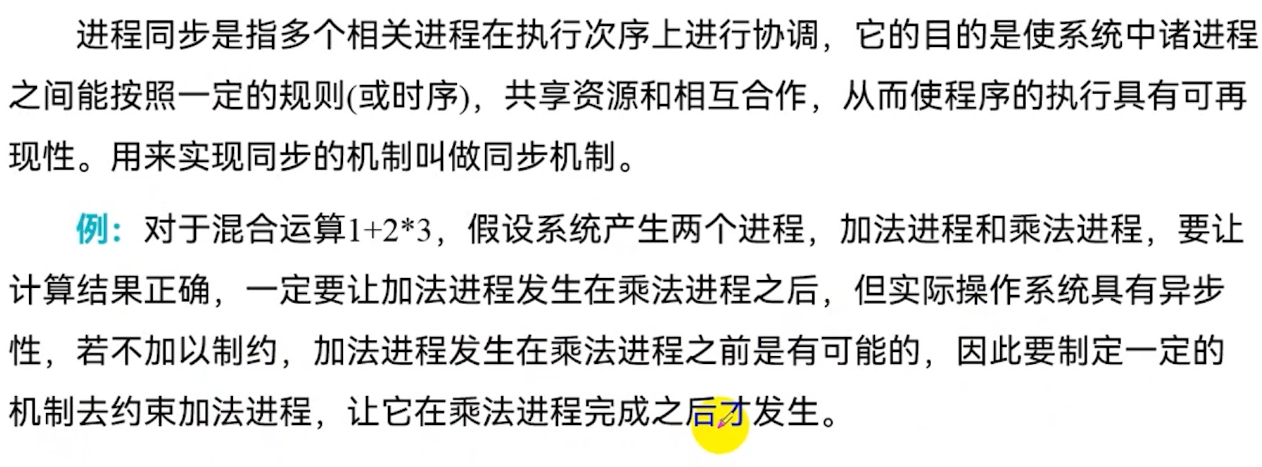 进程同步是指多个相关进程在执行次序上进行协调，它的目的是使系统中诸进程
之间能按照一定的规则(或时序)，共享资源和相互合作，从而使程序的执行具有可再
现性。用来实现同步的机制叫做同步机制。
例：对于混合运算1+2*3，假设系统产生两个进程，加法进程和乘法进程，要让
计算结果正确，一定要让加法进程发生在乘法进程之后，但实际操作系统具有异步
性，若不加以制约，加法进程发生在乘法进程之前是有可能的，因此要制定一定的
机制去约束加法进程，让它在乘法进程完成之后才发生。